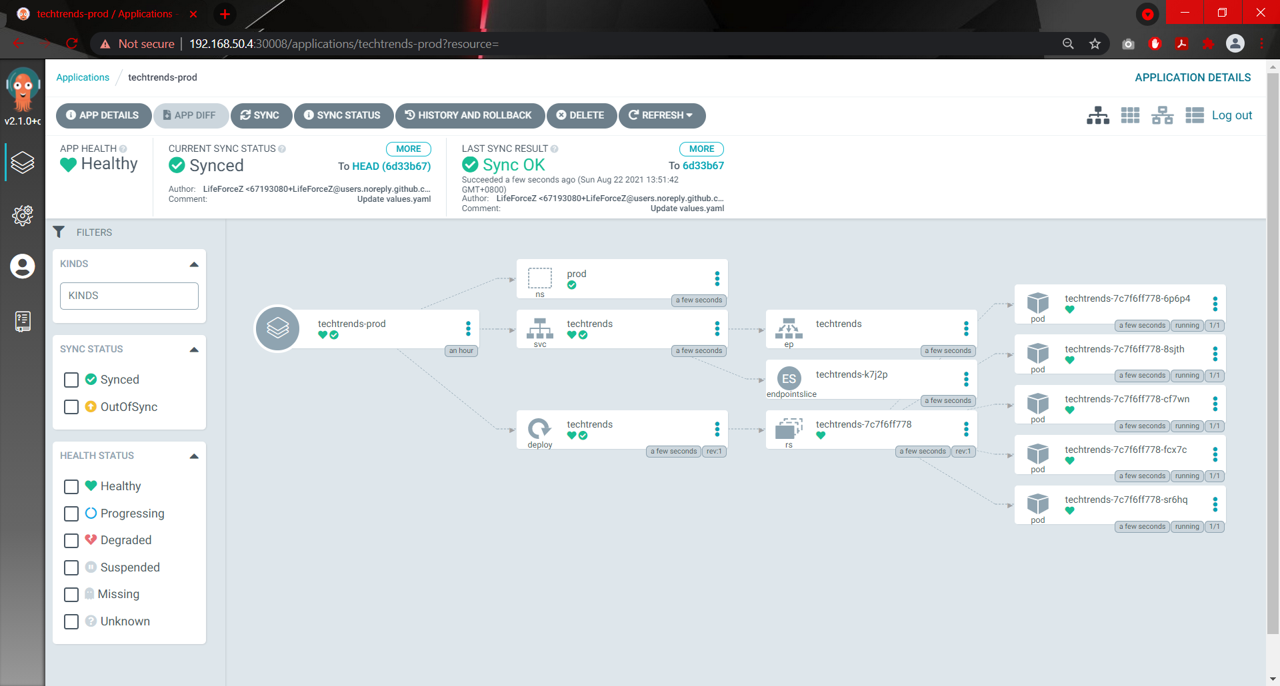 techtrends-prod / Applications -
Not secure | 192.168.50.4:30008/applications/techtrends-prod?resource=
v2.1.0+c
Applications / techtrends-prod
APPLICATION DETAILS
APP DETAILS
APP DIFF
SYNC
SYNC STATUS
HISTORY AND ROLLBACK
DELETE
REFRESH
Log out
APP HEALTH
Healthy
CURRENT SYNC STATUS
MORE
Synced
To HEAD (6d33b67)
Author: LifeForceZ <67193080+LifeForceZ@users.noreply.github.c...
Comment: Update values.yaml
LAST SYNC RESULT
MORE
Sync OK
To 6d33b67
Succeeded a few seconds ago (Sun Aug 22 2021 13:51:42
GMT+0800)
Author: LifeForceZ <67193080+LifeForceZ@users.noreply.github.c...
Comment: Update values.yaml
FILTERS
KINDS
KINDS
SYNC STATUS
Synced
OutOfSync
HEALTH STATUS
Healthy
Progressing
Degraded
Suspended
Missing
Unknown
techtrends-prod
an hour
prod
ns
a few seconds
techtrends
svc
a few seconds
techtrends
deploy
a few seconds rev:1
techtrends
ep
a few seconds
ES
techtrends-k7j2p
endpointslice
a few seconds
techtrends-7c7f6ff778
rs
a few seconds rev:1
techtrends-7c7f6ff778-6p6p4
pod
a few seconds running 1/1
techtrends-7c7f6ff778-8sjth
pod
a few seconds running 1/1
techtrends-7c7f6ff778-cf7wn
pod
a few seconds running 1/1
techtrends-7c7f6ff778-fcx7c
pod
a few seconds running 1/1
techtrends-7c7f6ff778-sr6hq
pod
a few seconds running 1/1